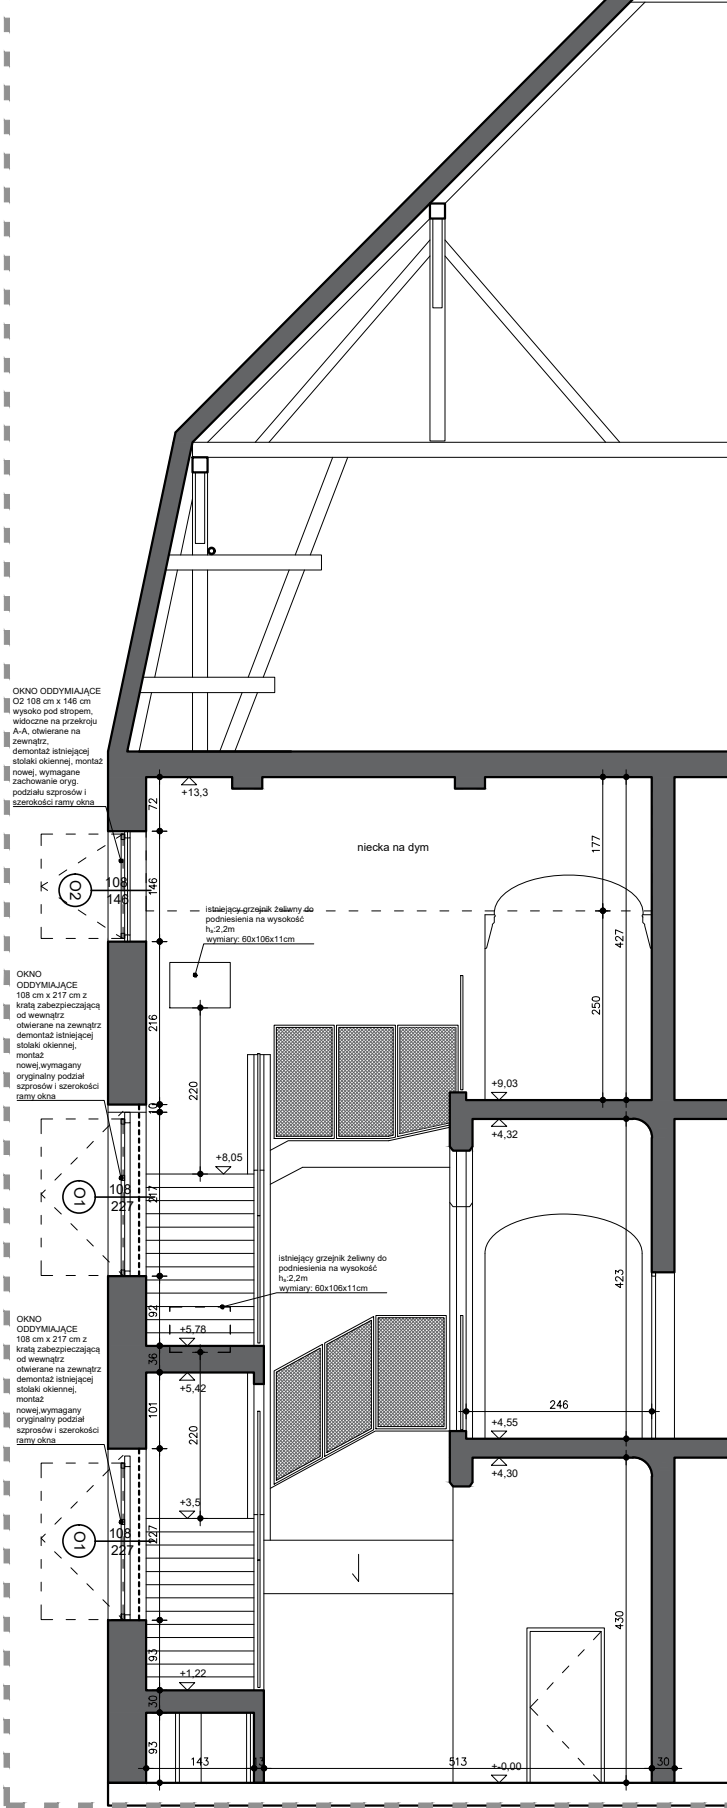 OKNO ODDYMIAJĄCE
O2 108 cm x 146 cm
wysoko pod stropem,
widoczne na przekroju
A-A, otwierane na
zewnątrz,
demontaż istniejącej
stolaki okiennej, montaż
nowej, wymagane
zachowanie oryg.
podziału szprosów i
szerokości ramy okna
+13,3
72
niecka na dym
177
O2
108
146
146
istniejący grzejnik żeliwny do
podniesienia na wysokość
hₚ:2,2m
wymiary: 60x106x11cm
427
OKNO
ODDYMIAJĄCE
108 cm x 217 cm z
kratą zabezpieczającą
od wewnątrz
otwierane na zewnątrz
demontaż istniejącej
stolaki okiennej,
montaż
nowej,wymagany
oryginalny podział
szprosów i szerokości
ramy okna
216
250
220
+9,03
10
+4,32
+8,05
O1
108
227
217
istniejący grzejnik żeliwny do
podniesienia na wysokość
hₚ:2,2m
wymiary: 60x106x11cm
423
92
+5,78
OKNO
ODDYMIAJĄCE
108 cm x 217 cm z
kratą zabezpieczającą
od wewnątrz
otwierane na zewnątrz
demontaż istniejącej
stolaki okiennej,
montaż
nowej,wymagany
oryginalny podział
szprosów i szerokości
ramy okna
36
+5,42
101
246
220
+4,55
+4,30
+3,5
O1
108
227
227
430
93
+1,22
30
93
143
13
513
+-0,00
30